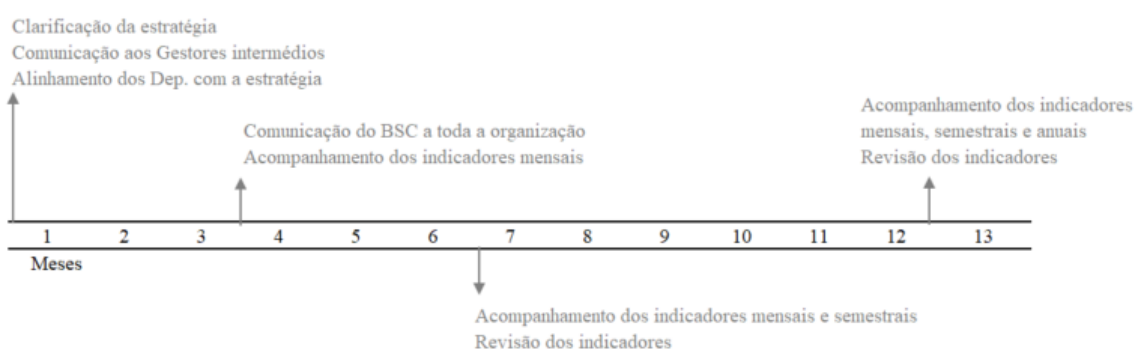 Clarificação da estratégia
Comunicação aos Gestores intermédios
Alinhamento dos Dep. com a estratégia
Comunicação do BSC a toda a organização
Acompanhamento dos indicadores mensais
Acompanhamento dos indicadores
mensais, semestrais e anuais
Revisão dos indicadores
1 2 3 4 5 6 7 8 9 10 11 12 13
Meses
Acompanhamento dos indicadores mensais e semestrais
Revisão dos indicadores